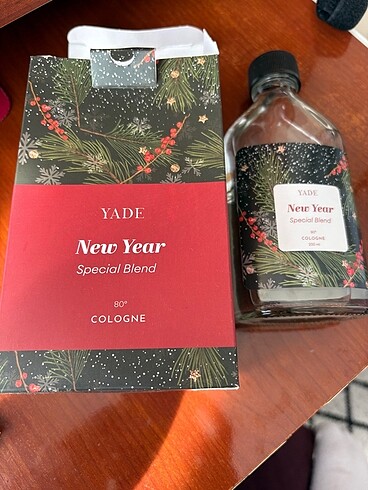 YADE
New Year
Special Blend
80°
COLOGNE
YADE
New Year
Special Blend
80°
COLOGNE